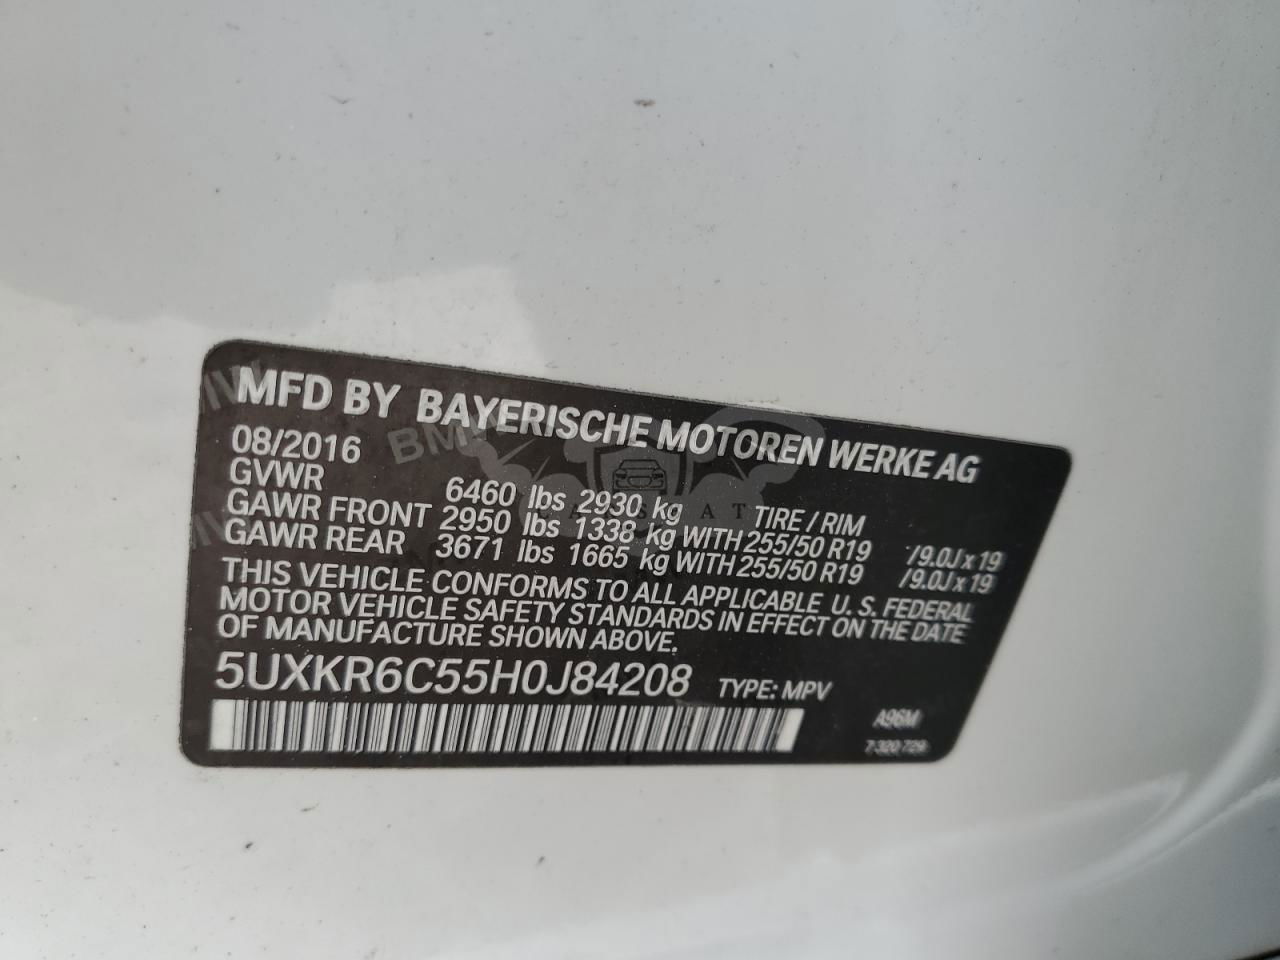 MFD BY BAYERISCHE MOTOREN WERKE AG
08/2016
GVWR 6460 lbs 2930 kg TIRE / RIM
GAWR FRONT 2950 lbs 1338 kg WITH 255/50 R19 /9.0J x 19
GAWR REAR 3671 lbs 1665 kg WITH 255/50 R19 /9.0J x 19
THIS VEHICLE CONFORMS TO ALL APPLICABLE U. S. FEDERAL
MOTOR VEHICLE SAFETY STANDARDS IN EFFECT ON THE DATE
OF MANUFACTURE SHOWN ABOVE.
5UXKR6C55H0J84208 TYPE: MPV
A96M
7 320 729